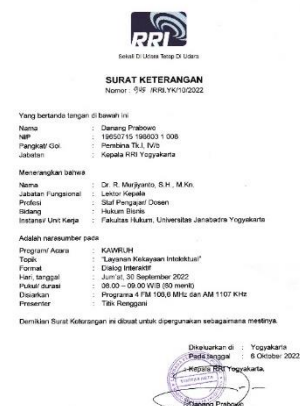 RRI
Sekali Di Udara Tetap Di Udara
SURAT KETERANGAN
Nomor : /RRI.YK/10/2022
Yang bertanda tangan di bawah ini
Nama : Danang Prabowo
NIP : 19650715 198803 1 006
Pangkat/ Gol. : Pembina Tk.I, IV/b
Jabatan : Kepala RRI Yogyakarta
Menerangkan bahwa
Nama : Dr. R. Murjiyanto, S.H., M.Kn.
Jabatan Fungsional : Lektor Kepala
Profesi : Staf Pengajar/ Dosen
Bidang : Hukum Bisnis
Instansi/ Unit Kerja : Fakultas Hukum, Universitas Janabadra Yogyakarta
Adalah narasumber pada
Program/ Acara : KAWRUH
Topik : "Layanan Kekayaan Intelektual"
Format : Dialog Interaktif
Hari, tanggal : Jum'at, 30 September 2022
Pukul/ durasi : 08.00 – 09.00 WIB (60 menit)
Disiarkan : Programa 4 FM 106,6 MHz dan AM 1107 KHz
Presenter : Titik Renggani
Demikian Surat Keterangan ini dibuat untuk dipergunakan sebagaimana mestinya.
Dikeluarkan di : Yogyakarta
Pada tanggal : 6 Oktober 2022
Kepala RRI Yogyakarta,
Danang Prabowo